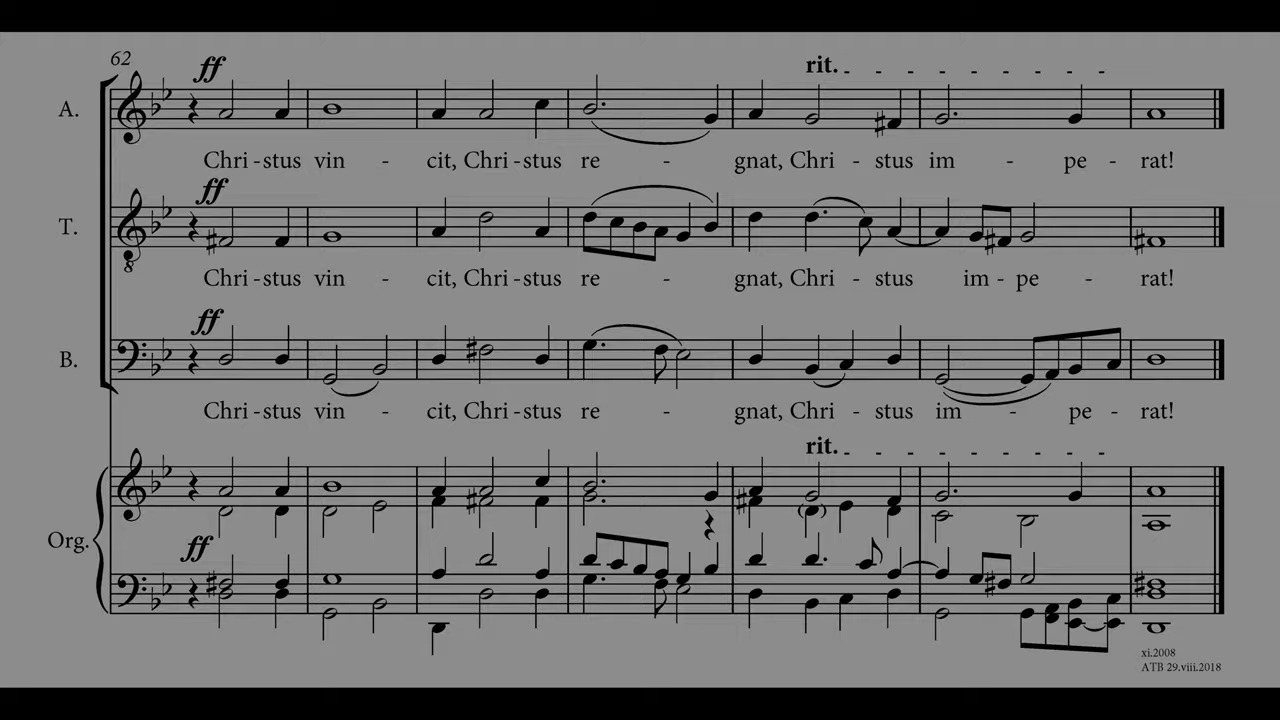 62
ff
rit.
A.
Chri - stus vin - cit, Chri - stus re - gnat, Chri - stus im - pe - rat!
ff
T.
Chri - stus vin - cit, Chri - stus re - gnat, Chri - stus im - pe - rat!
ff
B.
Chri - stus vin - cit, Chri - stus re - gnat, Chri - stus im - pe - rat!
rit.
Org.
ff
xi.2008
ATB 29.viii.2018